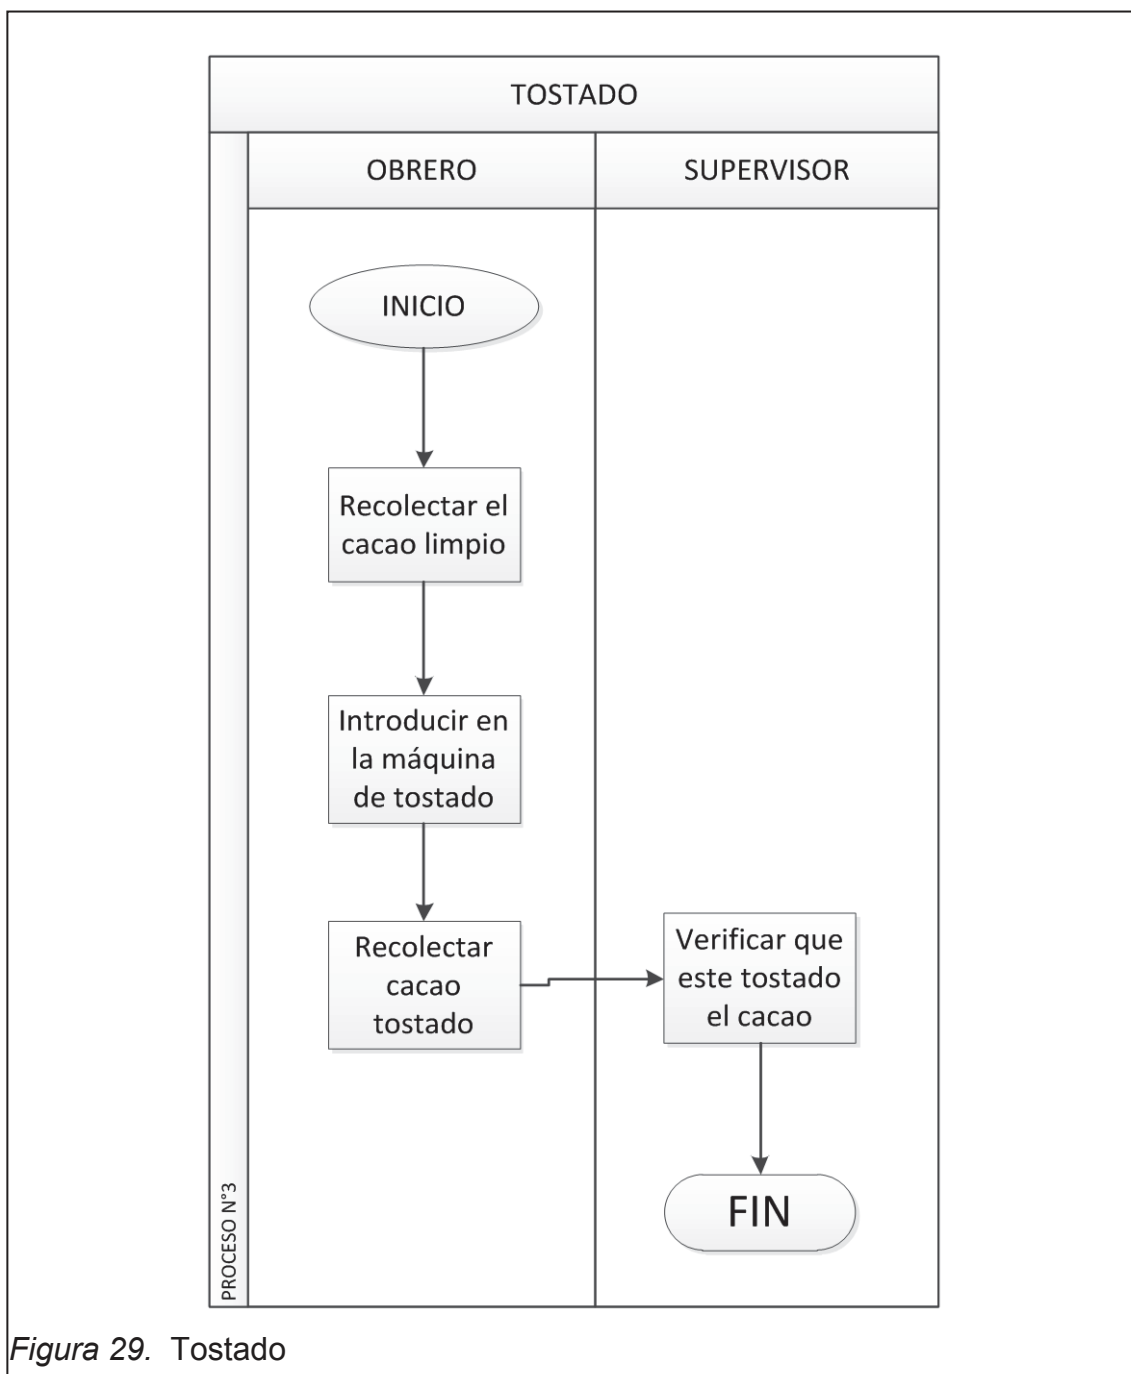 TOSTADO
OBRERO
SUPERVISOR
INICIO
Recolectar el
cacao limpio
Introducir en
la máquina
de tostado
Recolectar
cacao
tostado
Verificar que
este tostado
el cacao
FIN
PROCESO N°3
Figura 29. Tostado